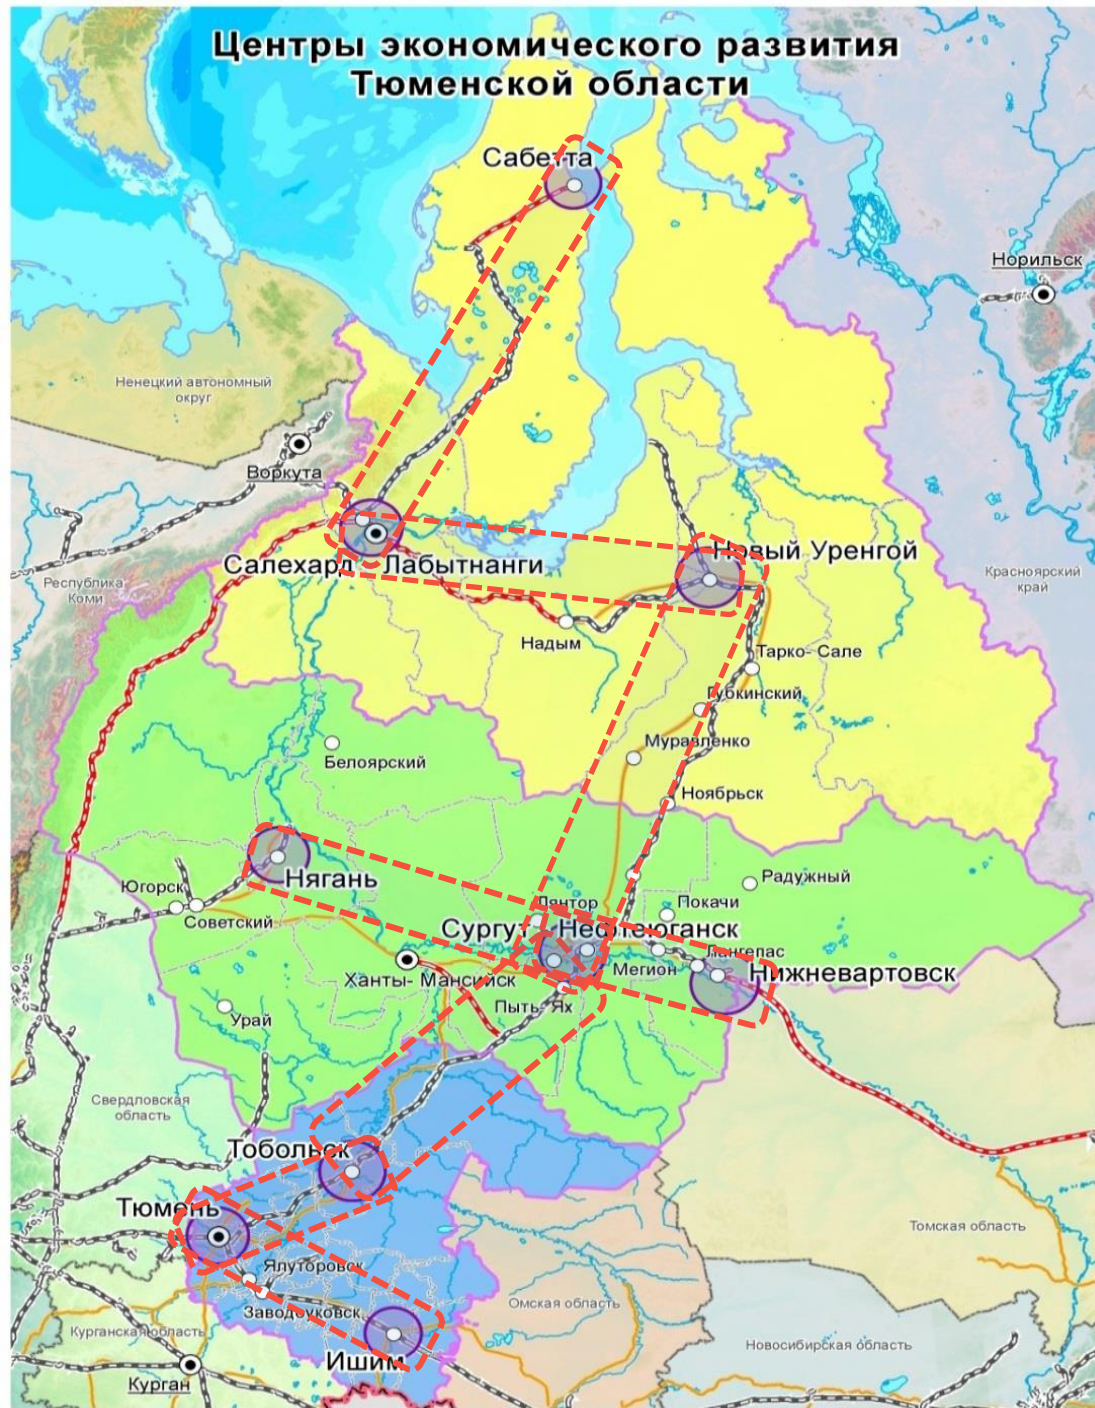 Центры экономического развития
Тюменской области
Сабетта
Норильск
Ненецкий автономный
округ
Воркута
Новый Уренгой
Салехард - Лабытнанги
Республика
Коми
Красноярский
край
Надым
Тарко- Сале
Губкинский
Муравленко
Белоярский
Ноябрьск
Нягань
Радужный
Югорск
Советский
Лянтор
Покачи
Сургут - Нефтеюганск
Лангепас
Мегион
Нижневартовск
Ханты- Мансийск
Пыть- Ях
Урай
Свердловская
область
Тобольск
Тюмень
Томская область
Ялуторовск
Заводоуковск
Омская область
Курганская область
Новосибирская область
Ишим
Курган